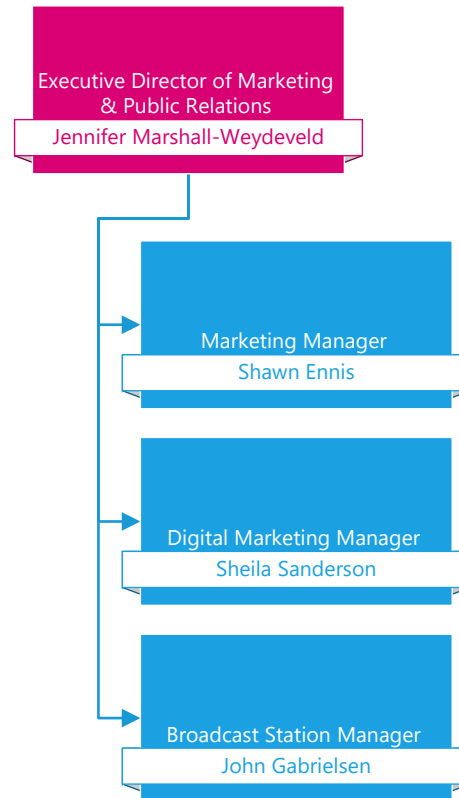 Executive Director of Marketing
& Public Relations
Jennifer Marshall-Weydeveld
Marketing Manager
Shawn Ennis
Digital Marketing Manager
Sheila Sanderson
Broadcast Station Manager
John Gabrielsen